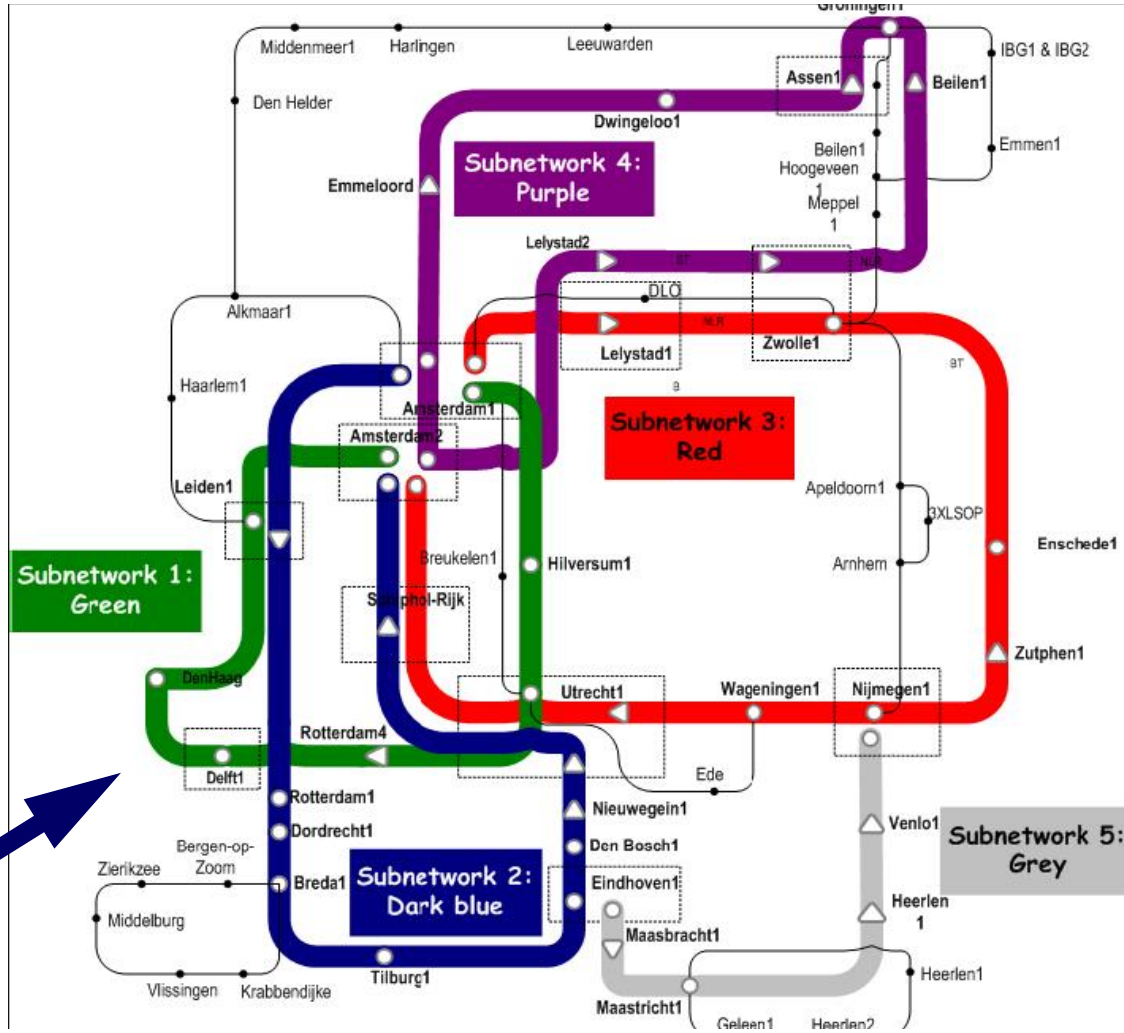 Groningen1
Middenmeer1
Harlingen
Leeuwarden
IBG1 & IBG2
Assen1
Beilen1
Den Helder
Dwingeloo1
Subnetwork 4:
Purple
Beilen1
Hoogeveen
1
Meppel
1
Emmen1
Emmeloord
Lelystad2
BT
NLR
DLO
Alkmaar1
NLR
Lelystad1
Zwolle1
BT
Haarlem1
B
Amsterdam1
Subnetwork 3:
Red
Amsterdam2
Leiden1
Apeldoorn1
3XLSOP
Breukelen1
Hilversum1
Arnhem
Enschede1
Subnetwork 1:
Green
Schiphol-Rijk
Zutphen1
DenHaag
Utrecht1
Wageningen1
Nijmegen1
Rotterdam4
Delft1
Ede
Rotterdam1
Nieuwegein1
Dordrecht1
Venlo1
Subnetwork 5:
Grey
Bergen-op-
Zoom
Den Bosch1
Zierikzee
Breda1
Subnetwork 2:
Dark blue
Eindhoven1
Middelburg
Heerlen
1
Maasbracht1
Tilburg1
Heerlen1
Vlissingen
Krabbendijke
Maastricht1
Geleen1
Heerlen2